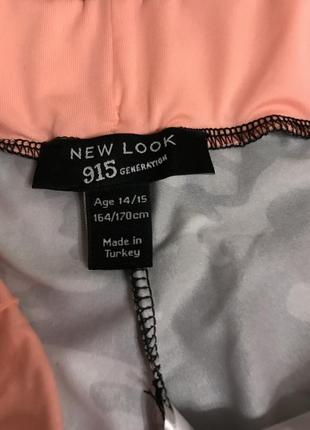 NEW LOOK
915 GENERATION
Age 14/15
164/170cm
Made in
Turkey